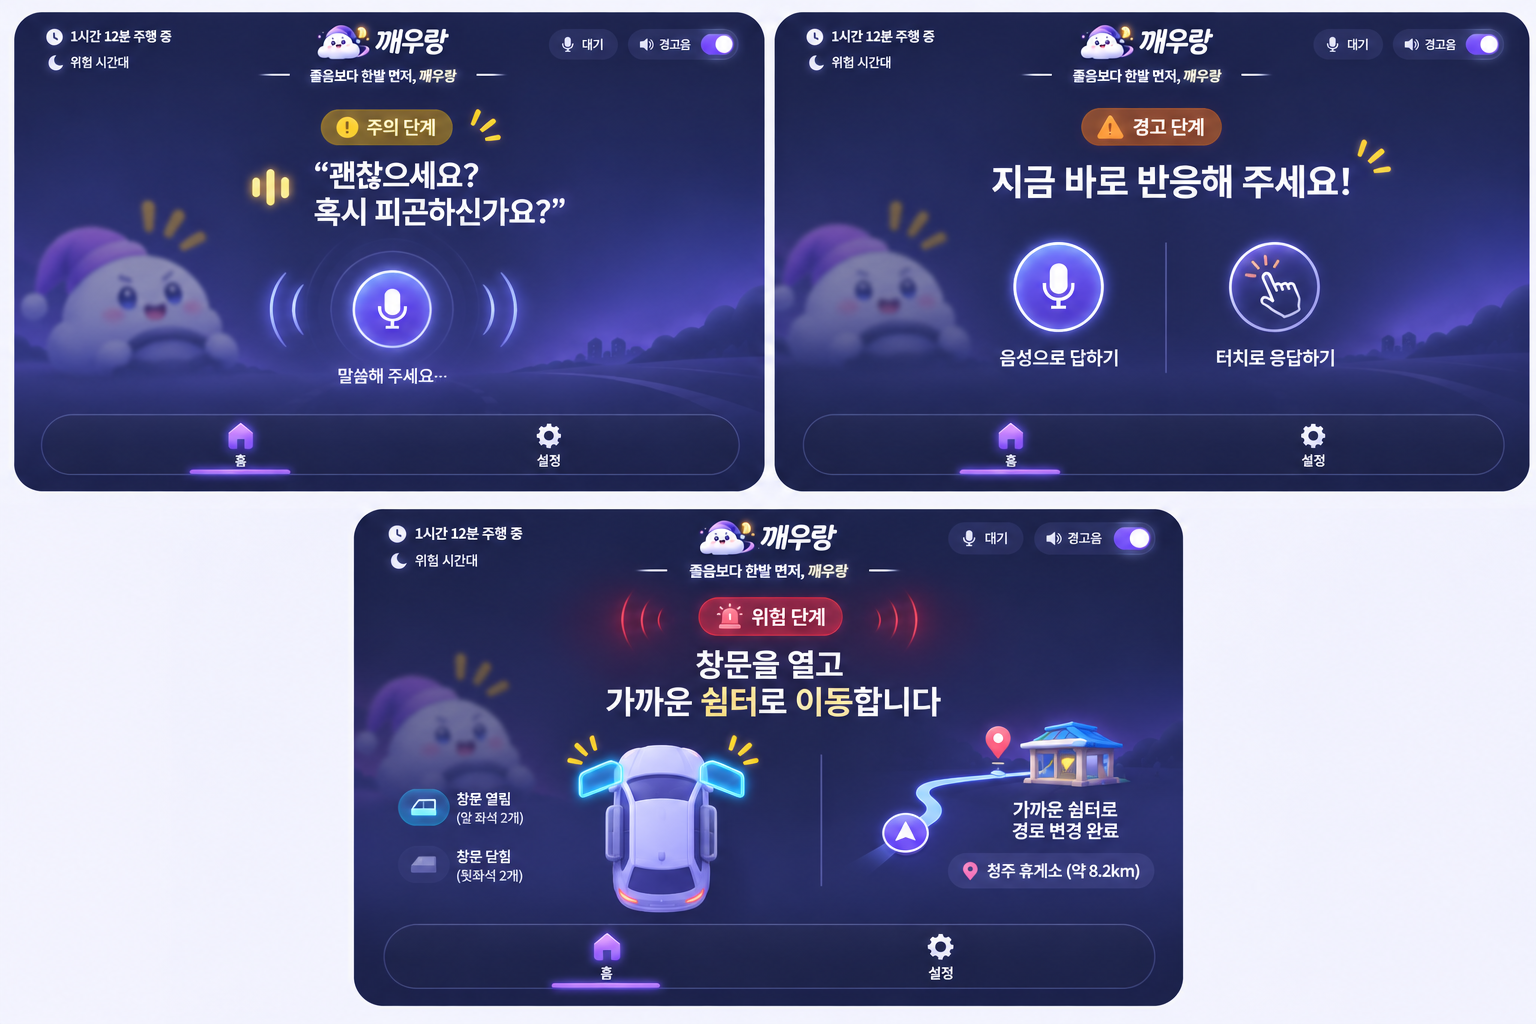 1시간 12분 주행 중
위험 시간대
깨우랑
졸음보다 한발 먼저, 깨우랑
대기
경고음
주의 단계
“괜찮으세요?
혹시 피곤하신가요?”
말씀해 주세요...
홈
설정
1시간 12분 주행 중
위험 시간대
깨우랑
졸음보다 한발 먼저, 깨우랑
대기
경고음
경고 단계
지금 바로 반응해 주세요!
음성으로 답하기
터치로 응답하기
홈
설정
1시간 12분 주행 중
위험 시간대
깨우랑
졸음보다 한발 먼저, 깨우랑
대기
경고음
위험 단계
창문을 열고
가까운 쉼터로 이동합니다
창문 열림
(앞 좌석 2개)
창문 닫힘
(뒷좌석 2개)
가까운 쉼터로
경로 변경 완료
청주 휴게소 (약 8.2km)
홈
설정